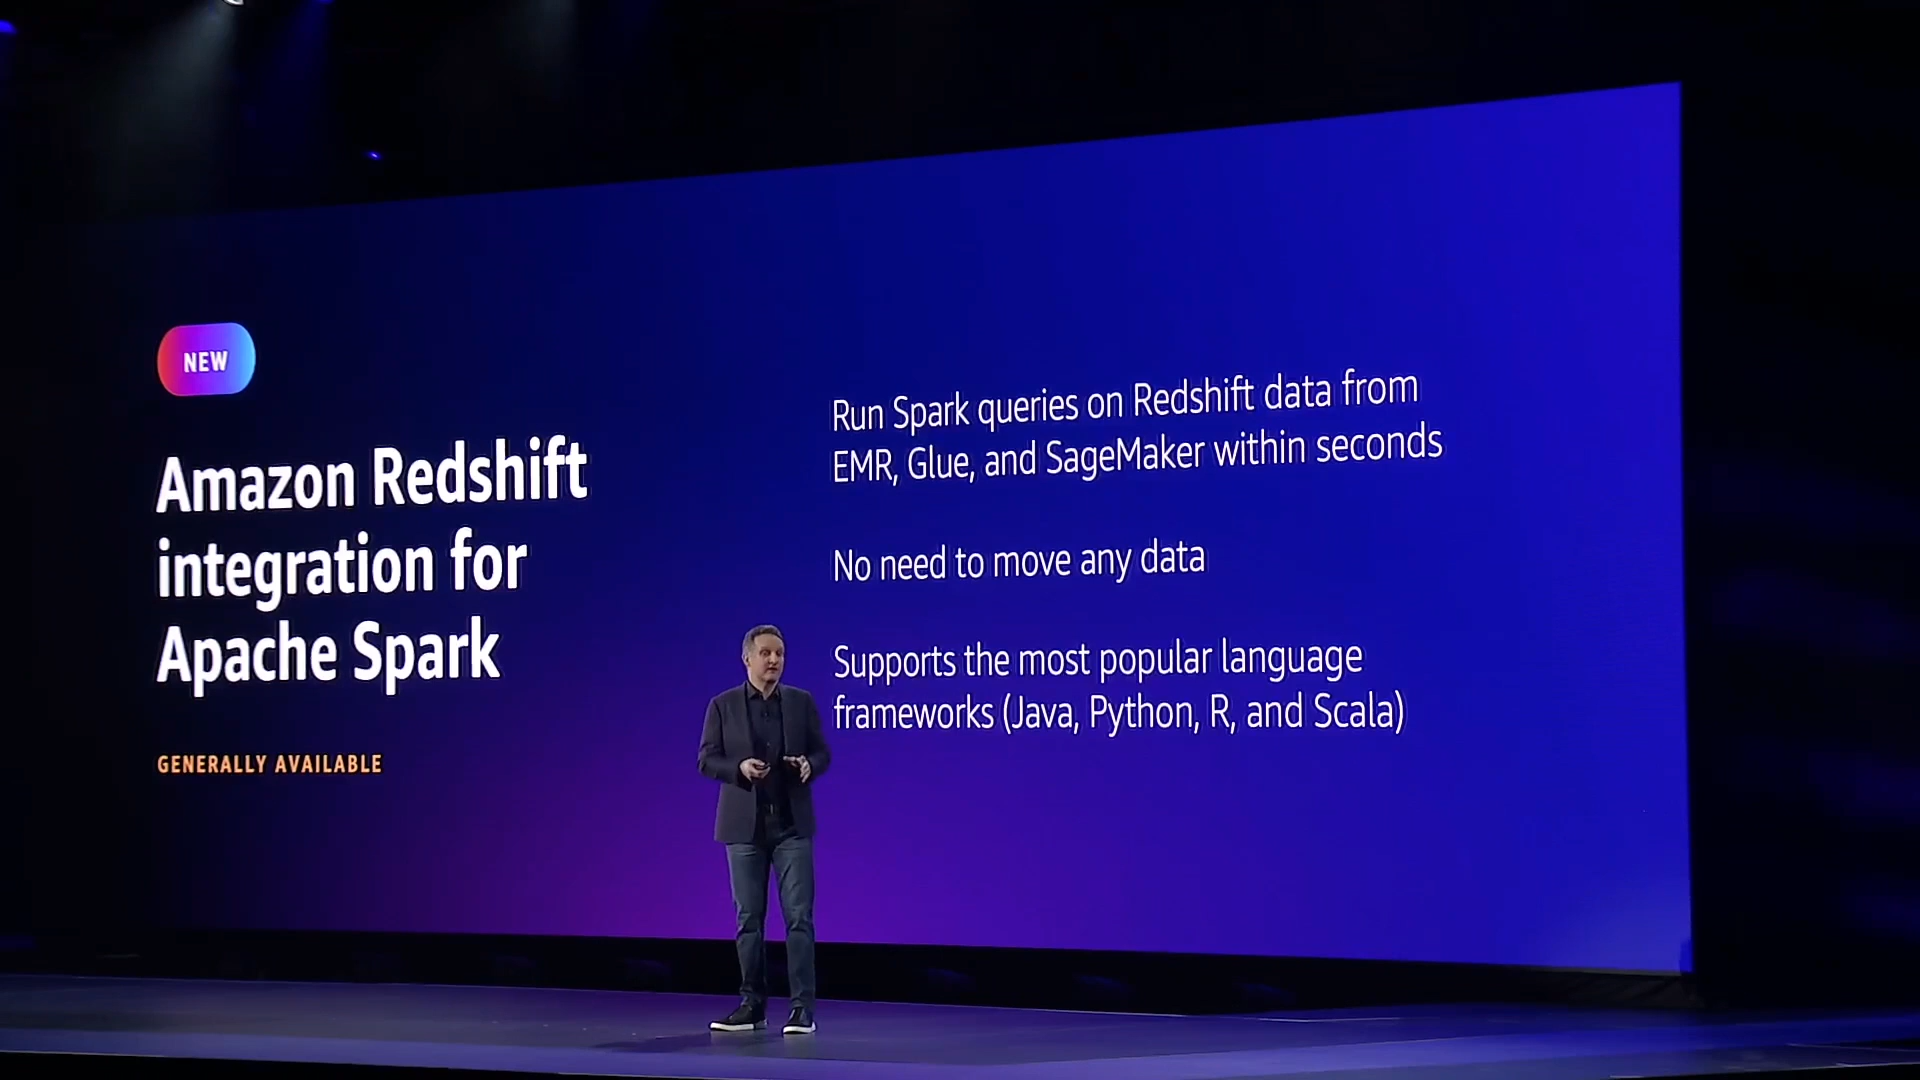 NEW
Amazon Redshift
integration for
Apache Spark
GENERALLY AVAILABLE
Run Spark queries on Redshift data from
EMR, Glue, and SageMaker within seconds
No need to move any data
Supports the most popular language
frameworks (Java, Python, R, and Scala)